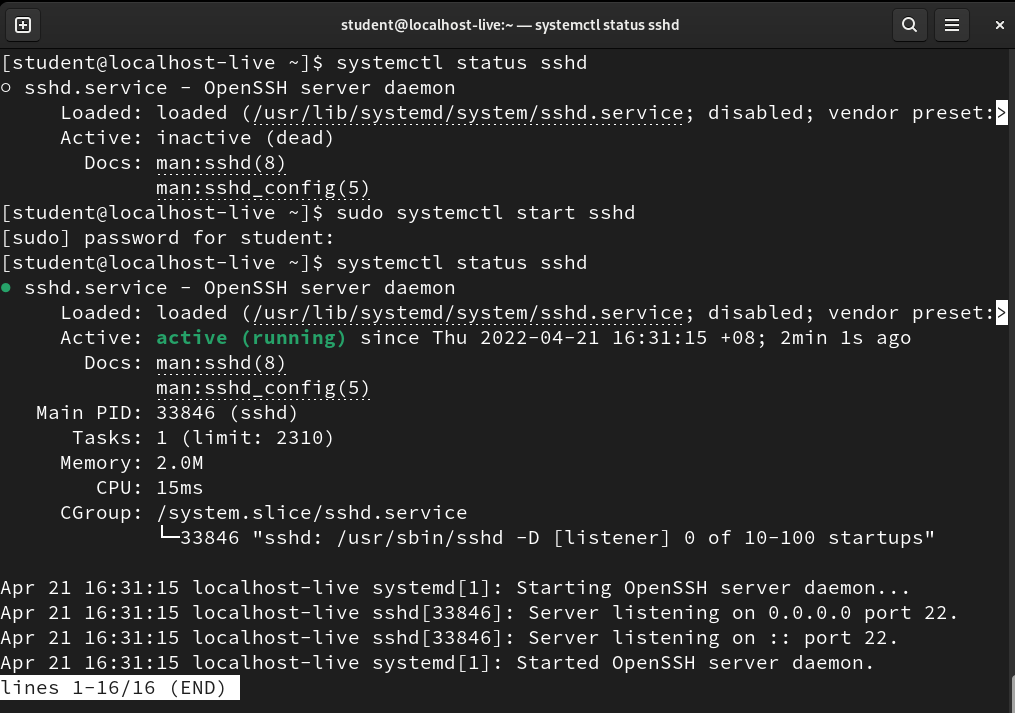 student@localhost-live:~ — systemctl status sshd
[student@localhost-live ~]$ systemctl status sshd
○ sshd.service - OpenSSH server daemon
     Loaded: loaded (/usr/lib/systemd/system/sshd.service; disabled; vendor preset:>
     Active: inactive (dead)
       Docs: man:sshd(8)
             man:sshd_config(5)
[student@localhost-live ~]$ sudo systemctl start sshd
[sudo] password for student:
[student@localhost-live ~]$ systemctl status sshd
● sshd.service - OpenSSH server daemon
     Loaded: loaded (/usr/lib/systemd/system/sshd.service; disabled; vendor preset:>
     Active: active (running) since Thu 2022-04-21 16:31:15 +08; 2min 1s ago
       Docs: man:sshd(8)
             man:sshd_config(5)
   Main PID: 33846 (sshd)
      Tasks: 1 (limit: 2310)
     Memory: 2.0M
        CPU: 15ms
     CGroup: /system.slice/sshd.service
             └─33846 "sshd: /usr/sbin/sshd -D [listener] 0 of 10-100 startups"

Apr 21 16:31:15 localhost-live systemd[1]: Starting OpenSSH server daemon...
Apr 21 16:31:15 localhost-live sshd[33846]: Server listening on 0.0.0.0 port 22.
Apr 21 16:31:15 localhost-live sshd[33846]: Server listening on :: port 22.
Apr 21 16:31:15 localhost-live systemd[1]: Started OpenSSH server daemon.
lines 1-16/16 (END)